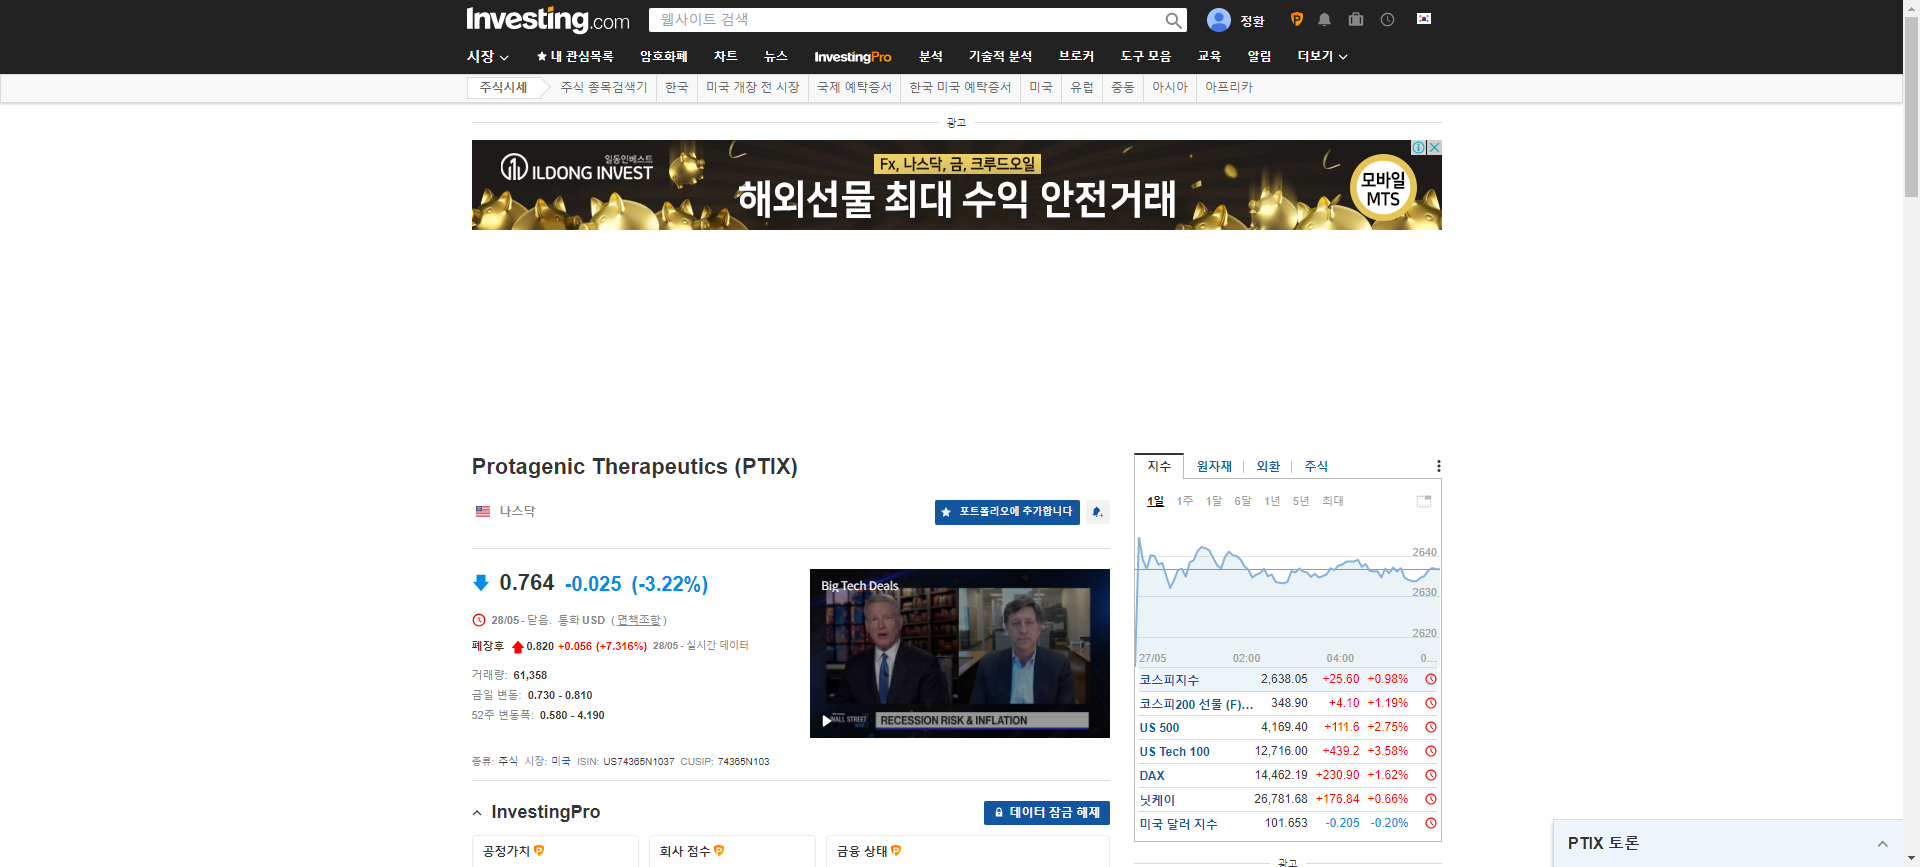 Investing.com
웹사이트 검색
정환
시장
내 관심목록
암호화폐
차트
뉴스
InvestingPro
분석
기술적 분석
브로커
도구 모음
교육
알림
더보기
주식시세
주식 종목검색기
한국
미국 개장 전 시장
국제 예탁증서
한국 미국 예탁증서
미국
유럽
중동
아시아
아프리카
광고
일동인베스트
ILDONG INVEST
Fx, 나스닥, 금, 크루드오일
해외선물 최대 수익 안전거래
모바일
MTS
Protagenic Therapeutics (PTIX)
나스닥
포트폴리오에 추가합니다
0.764 -0.025 (-3.22%)
28/05 - 닫음. 통화 USD ( 면책조항 )
폐장후 0.820 +0.056 (+7.316%) 28/05 - 실시간 데이터
거래량: 61,358
금일 변동: 0.730 - 0.810
52주 변동폭: 0.580 - 4.190
Big Tech Deals
WALL STREET
RECESSION RISK & INFLATION
종류: 주식 시장: 미국 ISIN: US74365N1037 CUSIP: 74365N103
InvestingPro
데이터 잠금 해제
공정가치
회사 점수
금융 상태
지수
원자재
외환
주식
1일 1주 1달 6달 1년 5년 최대
2640
2630
2620
27/05 02:00 04:00 0...
코스피지수 2,638.05 +25.60 +0.98%
코스피200 선물 (F)... 348.90 +4.10 +1.19%
US 500 4,169.40 +111.6 +2.75%
US Tech 100 12,716.00 +439.2 +3.58%
DAX 14,462.19 +230.90 +1.62%
닛케이 26,781.68 +176.84 +0.66%
미국 달러 지수 101.653 -0.205 -0.20%
광고
PTIX 토론